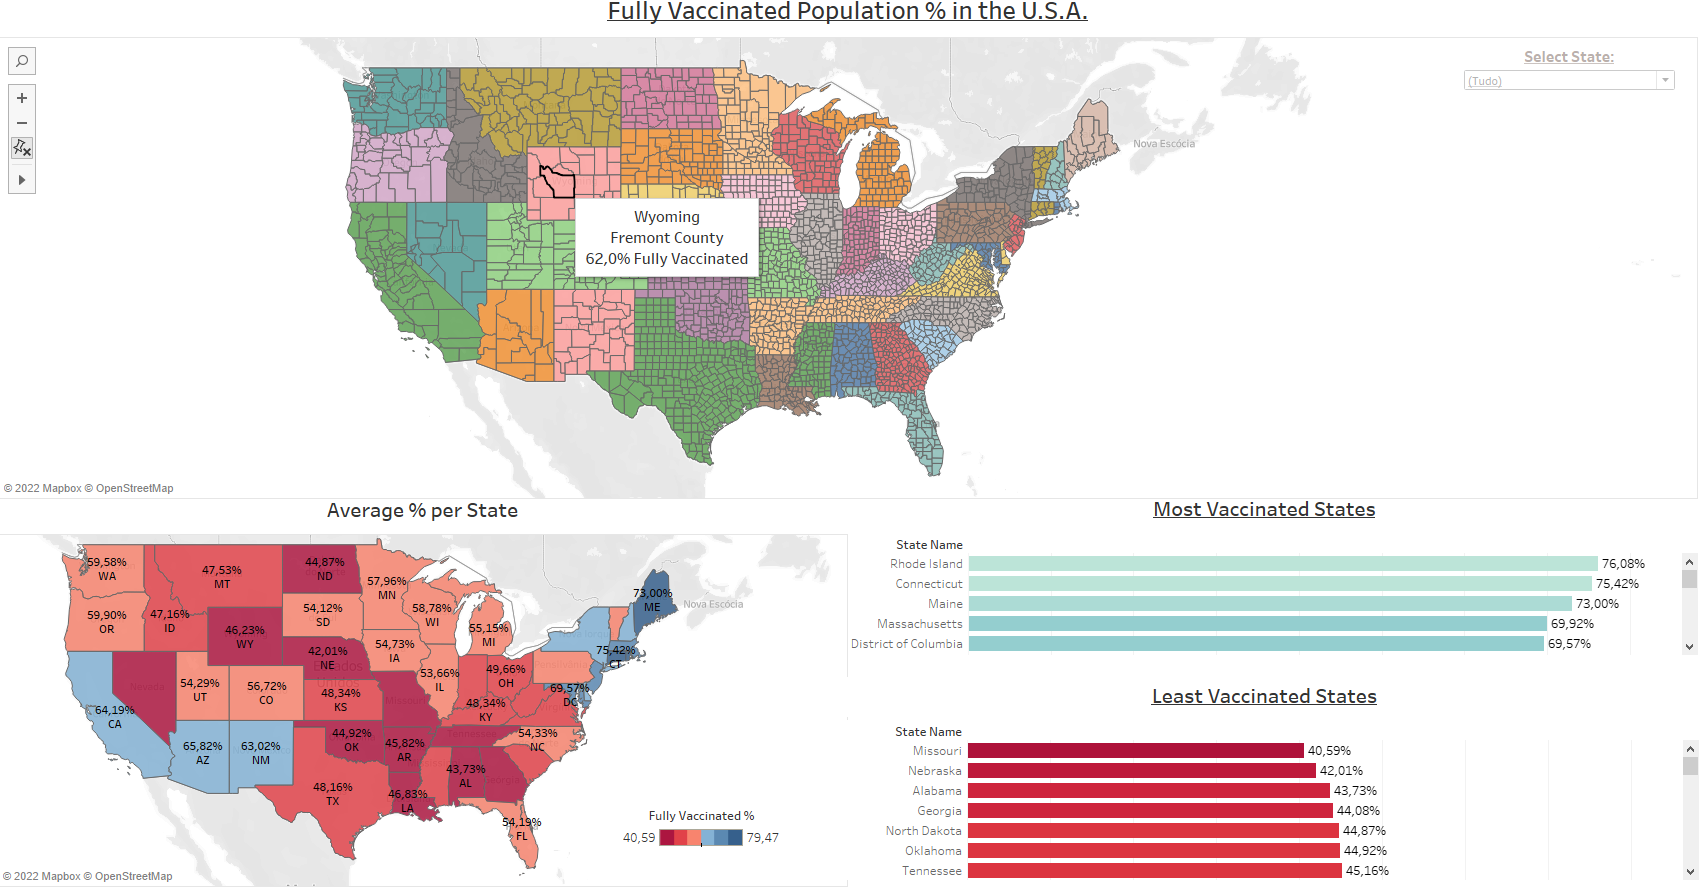 Fully Vaccinated Population % in the U.S.A.
Select State:
(Tudo)
Nova Escócia
Wyoming
Fremont County
62,0% Fully Vaccinated
© 2022 Mapbox © OpenStreetMap
Average % per State
59,58%
WA
47,53%
MT
44,87%
ND
57,96%
MN
59,90%
OR
47,16%
ID
46,23%
WY
54,12%
SD
58,78%
WI
55,15%
MI
73,00%
ME
Nova Escócia
42,01%
NE
54,73%
IA
75,42%
CT
Nevada
54,29%
UT
56,72%
CO
48,34%
KS
53,66%
IL
49,66%
OH
69,57%
DC
64,19%
CA
48,34%
KY
65,82%
AZ
63,02%
NM
44,92%
OK
45,82%
AR
Tennessee
54,33%
NC
43,73%
AL
Georgia
48,16%
TX
46,83%
LA
54,19%
FL
Fully Vaccinated %
40,59
79,47
© 2022 Mapbox © OpenStreetMap
Most Vaccinated States
State Name
Rhode Island 76,08%
Connecticut 75,42%
Maine 73,00%
Massachusetts 69,92%
District of Columbia 69,57%
Least Vaccinated States
State Name
Missouri 40,59%
Nebraska 42,01%
Alabama 43,73%
Georgia 44,08%
North Dakota 44,87%
Oklahoma 44,92%
Tennessee 45,16%